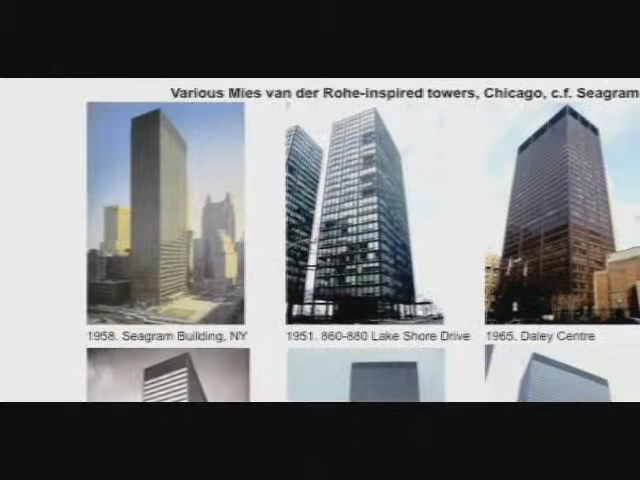 Various Mies van der Rohe-inspired towers, Chicago, c.f. Seagram
1958. Seagram Building, NY
1951. 860-880 Lake Shore Drive
1965. Daley Centre